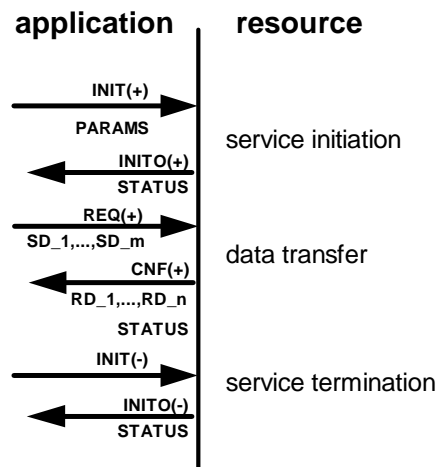 application resource
INIT(+)
PARAMS
service initiation
INITO(+)
STATUS
REQ(+)
SD_1,...,SD_m
data transfer
CNF(+)
RD_1,...,RD_n
STATUS
INIT(-)
service termination
INITO(-)
STATUS